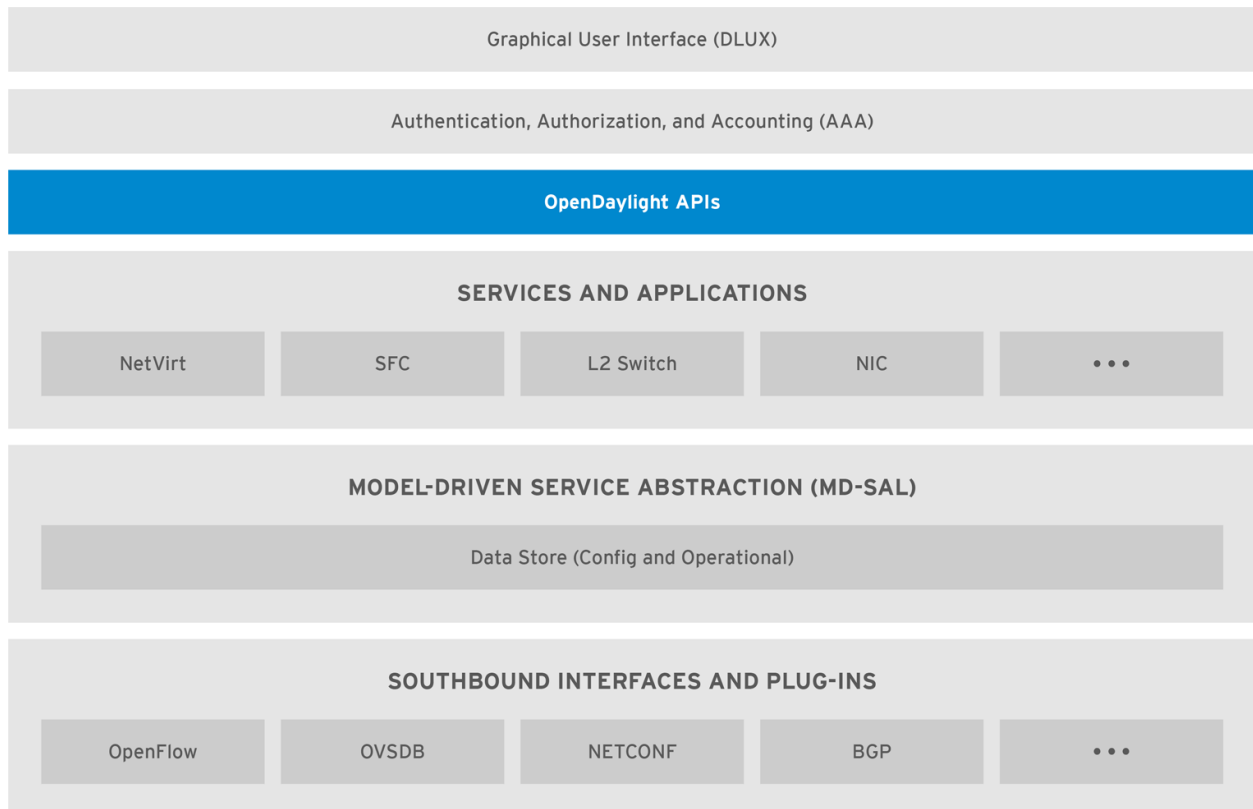 Graphical User Interface (DLUX)
Authentication, Authorization, and Accounting (AAA)
OpenDaylight APIs
SERVICES AND APPLICATIONS
NetVirt
SFC
L2 Switch
NIC
•••
MODEL-DRIVEN SERVICE ABSTRACTION (MD-SAL)
Data Store (Config and Operational)
SOUTHBOUND INTERFACES AND PLUG-INS
OpenFlow
OVSDB
NETCONF
BGP
•••